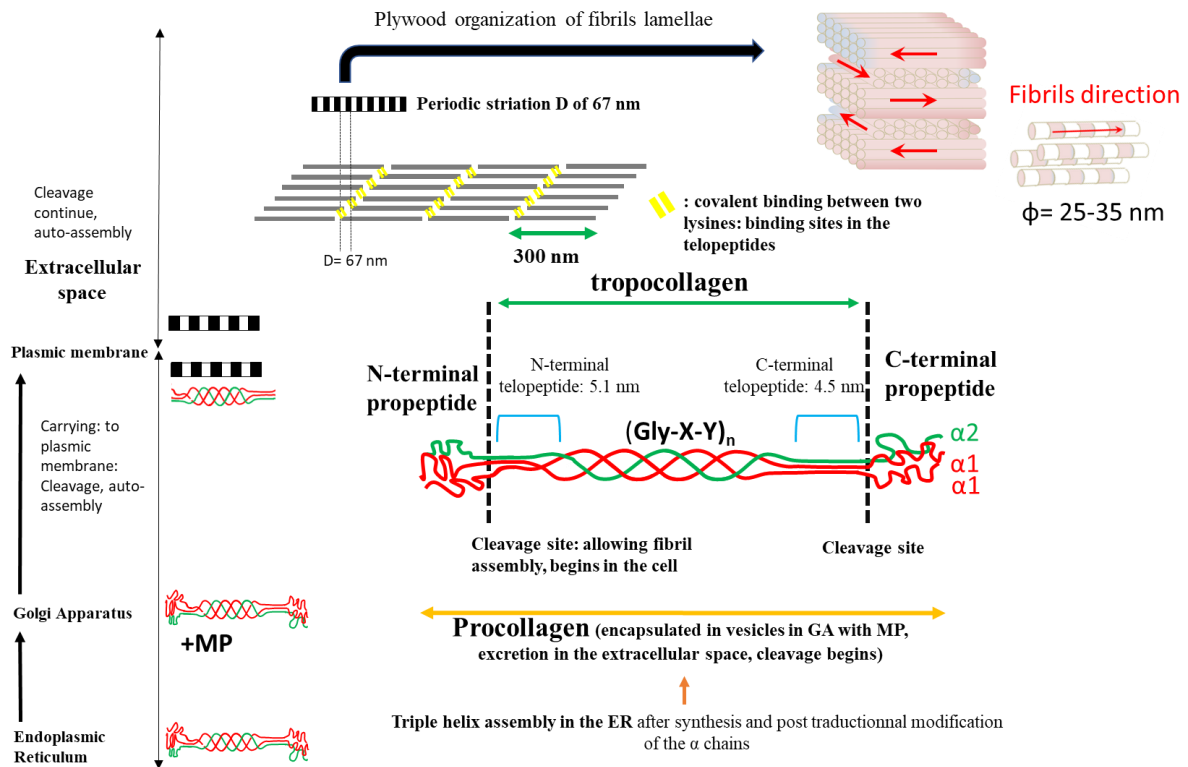 Plywood organization of fibrils lamellae
Periodic striation D of 67 nm
Fibrils direction
ϕ= 25-35 nm
Cleavage
continue,
auto-assembly
Extracellular
space
: covalent binding between two
lysines: binding sites in the
telopeptides
D= 67 nm
300 nm
tropocollagen
Plasmic membrane
N-terminal
propeptide
N-terminal
telopeptide: 5.1 nm
C-terminal
telopeptide: 4.5 nm
C-terminal
propeptide
(Gly-X-Y)n
α2
α1
α1
Carrying: to
plasmic
membrane:
Cleavage, auto-
assembly
Cleavage site: allowing fibril
assembly, begins in the cell
Cleavage site
Golgi Apparatus
+MP
Procollagen (encapsulated in vesicles in GA with MP,
excretion in the extracellular space, cleavage begins)
Triple helix assembly in the ER after synthesis and post traductionnal modification
of the α chains
Endoplasmic
Reticulum